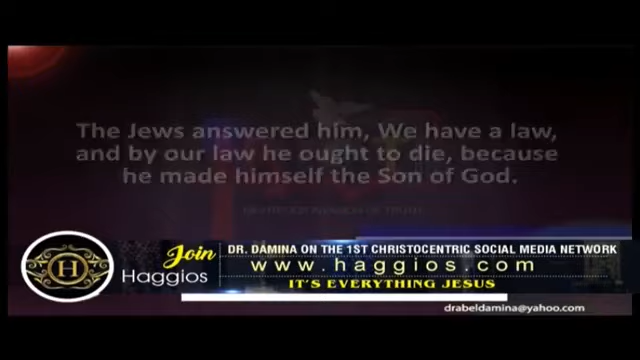 The Jews answered him, We have a law,
and by our law he ought to die, because
he made himself the Son of God.
H
Join
Haggios
DR. DAMINA ON THE 1ST CHRISTOCENTRIC SOCIAL MEDIA NETWORK
www.haggios.com
IT'S EVERYTHING JESUS
drabeldamina@yahoo.com